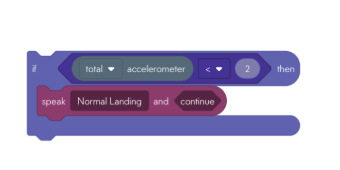 if total accelerometer < 2 then
speak Normal Landing and continue